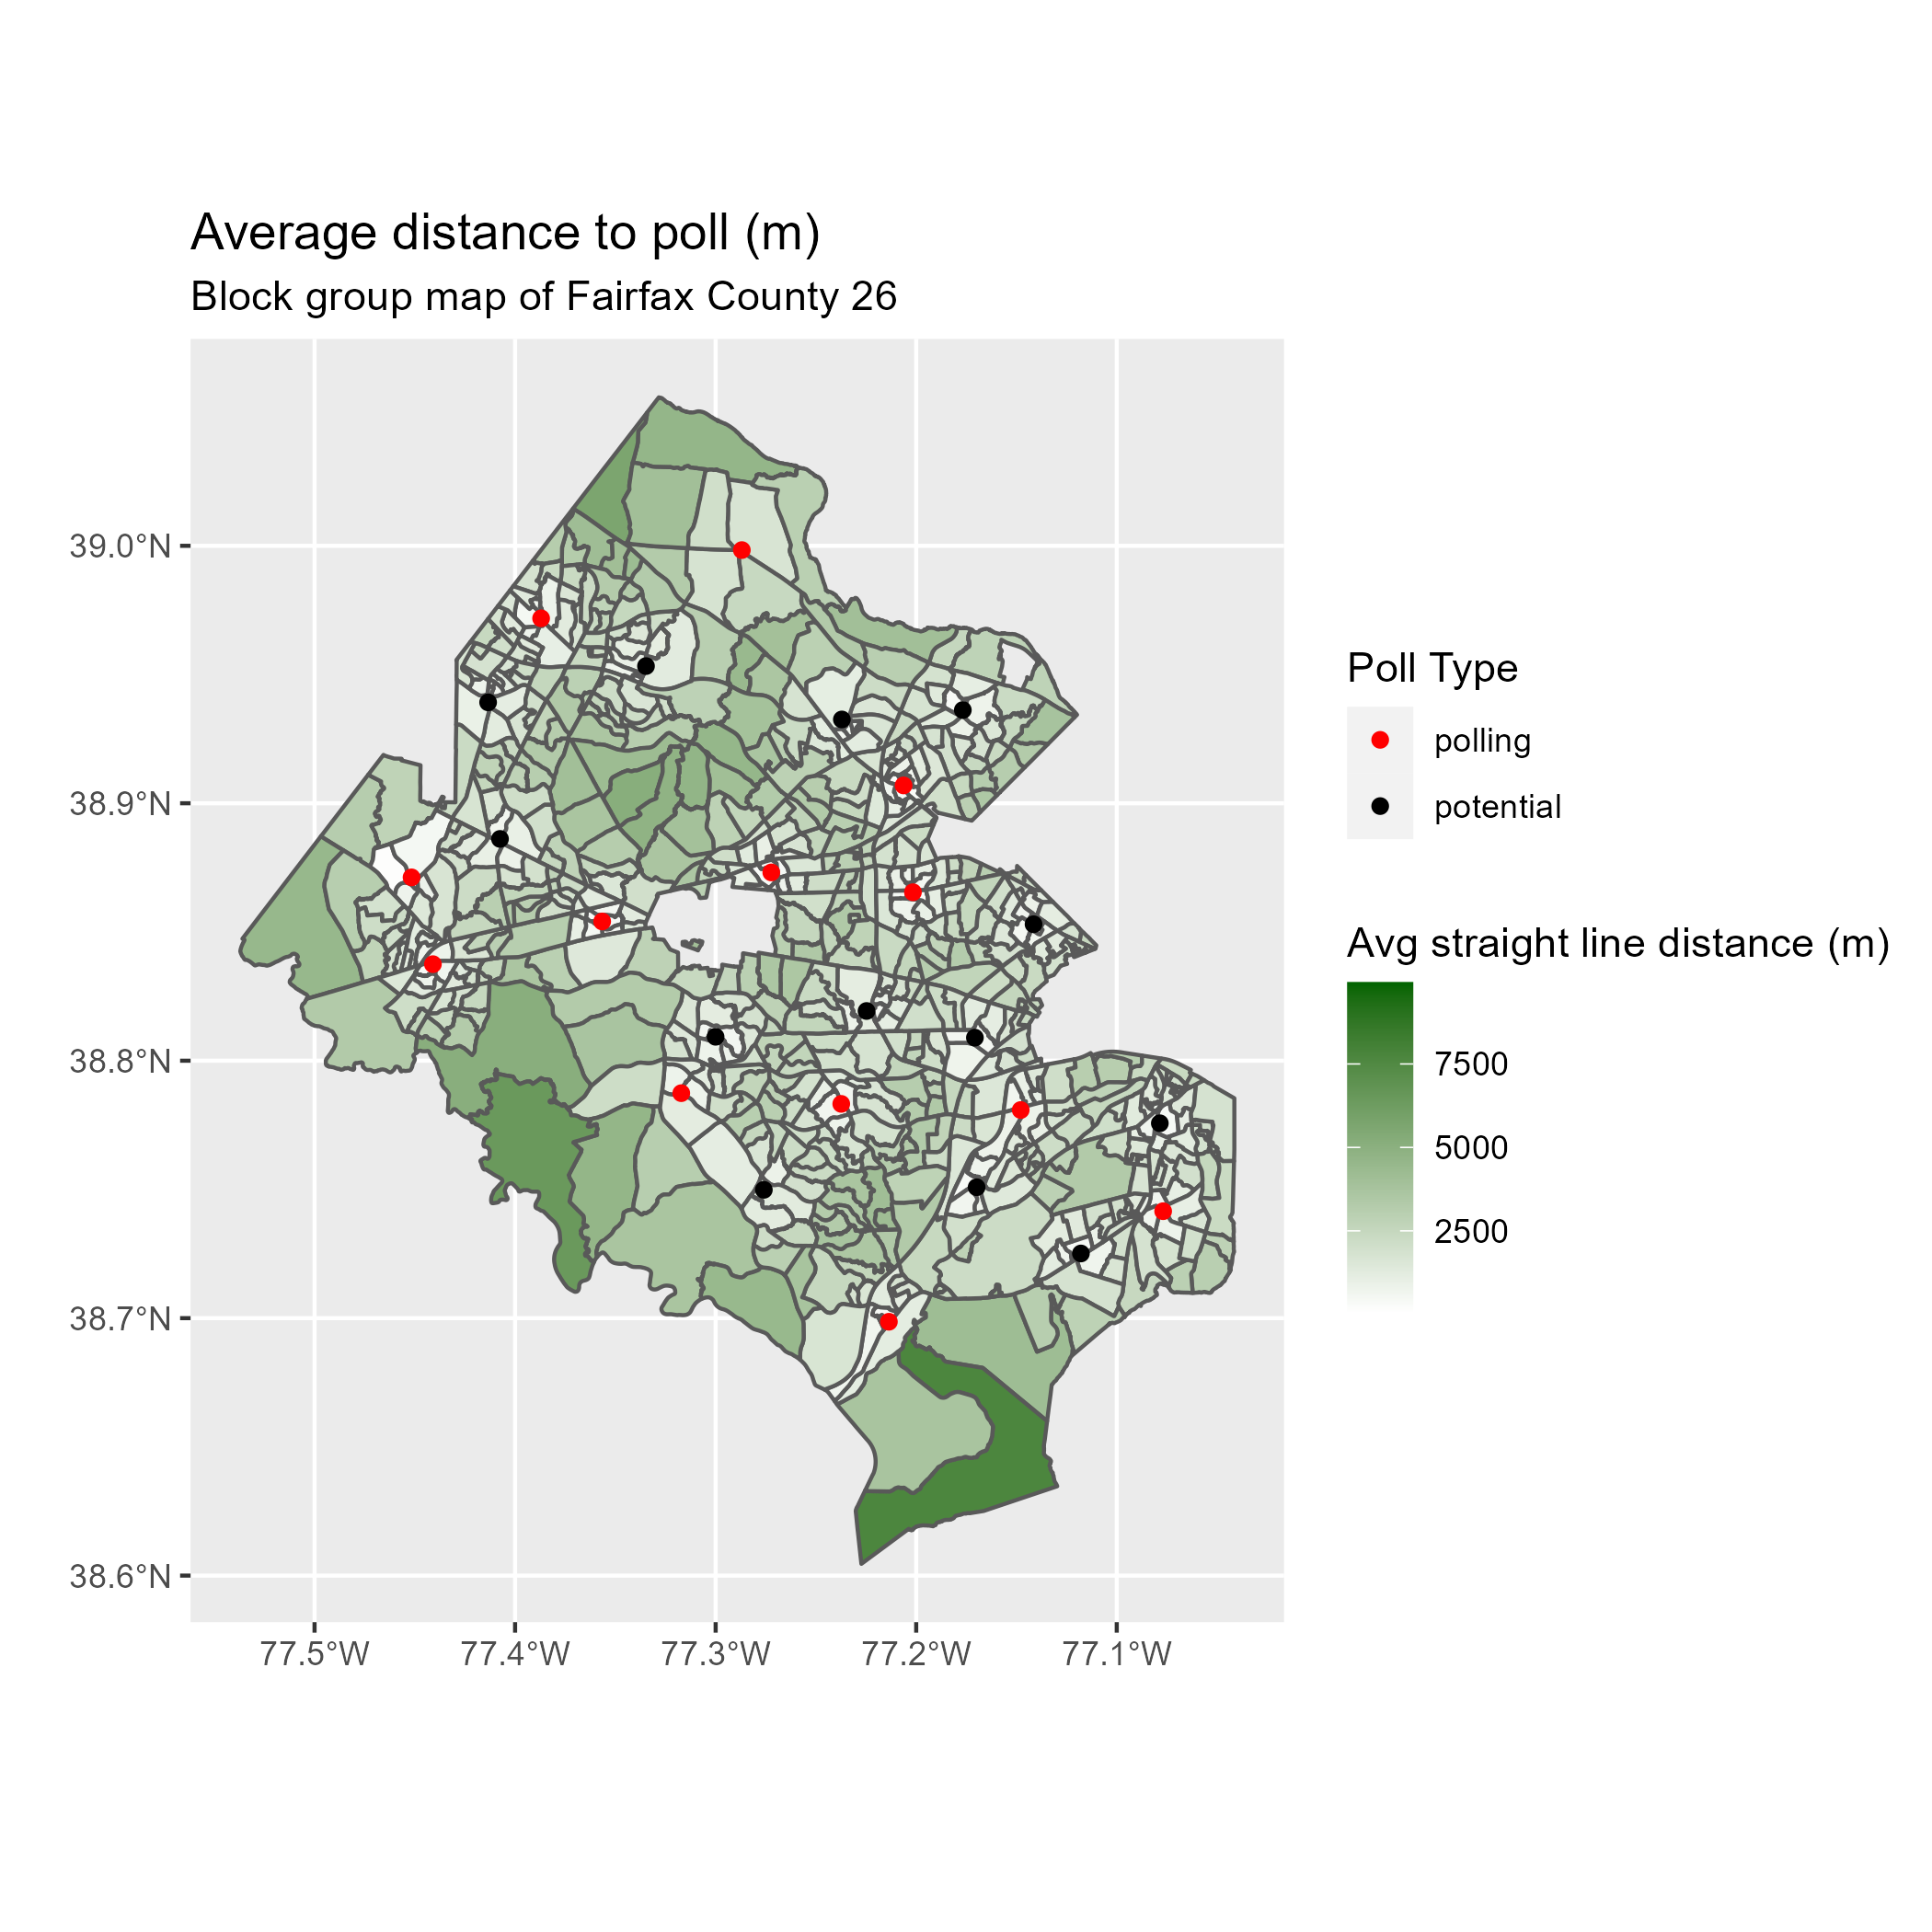 Average distance to poll (m)
Block group map of Fairfax County 26
39.0°N
38.9°N
38.8°N
38.7°N
38.6°N
77.5°W
77.4°W
77.3°W
77.2°W
77.1°W
Poll Type
polling
potential
Avg straight line distance (m)
7500
5000
2500